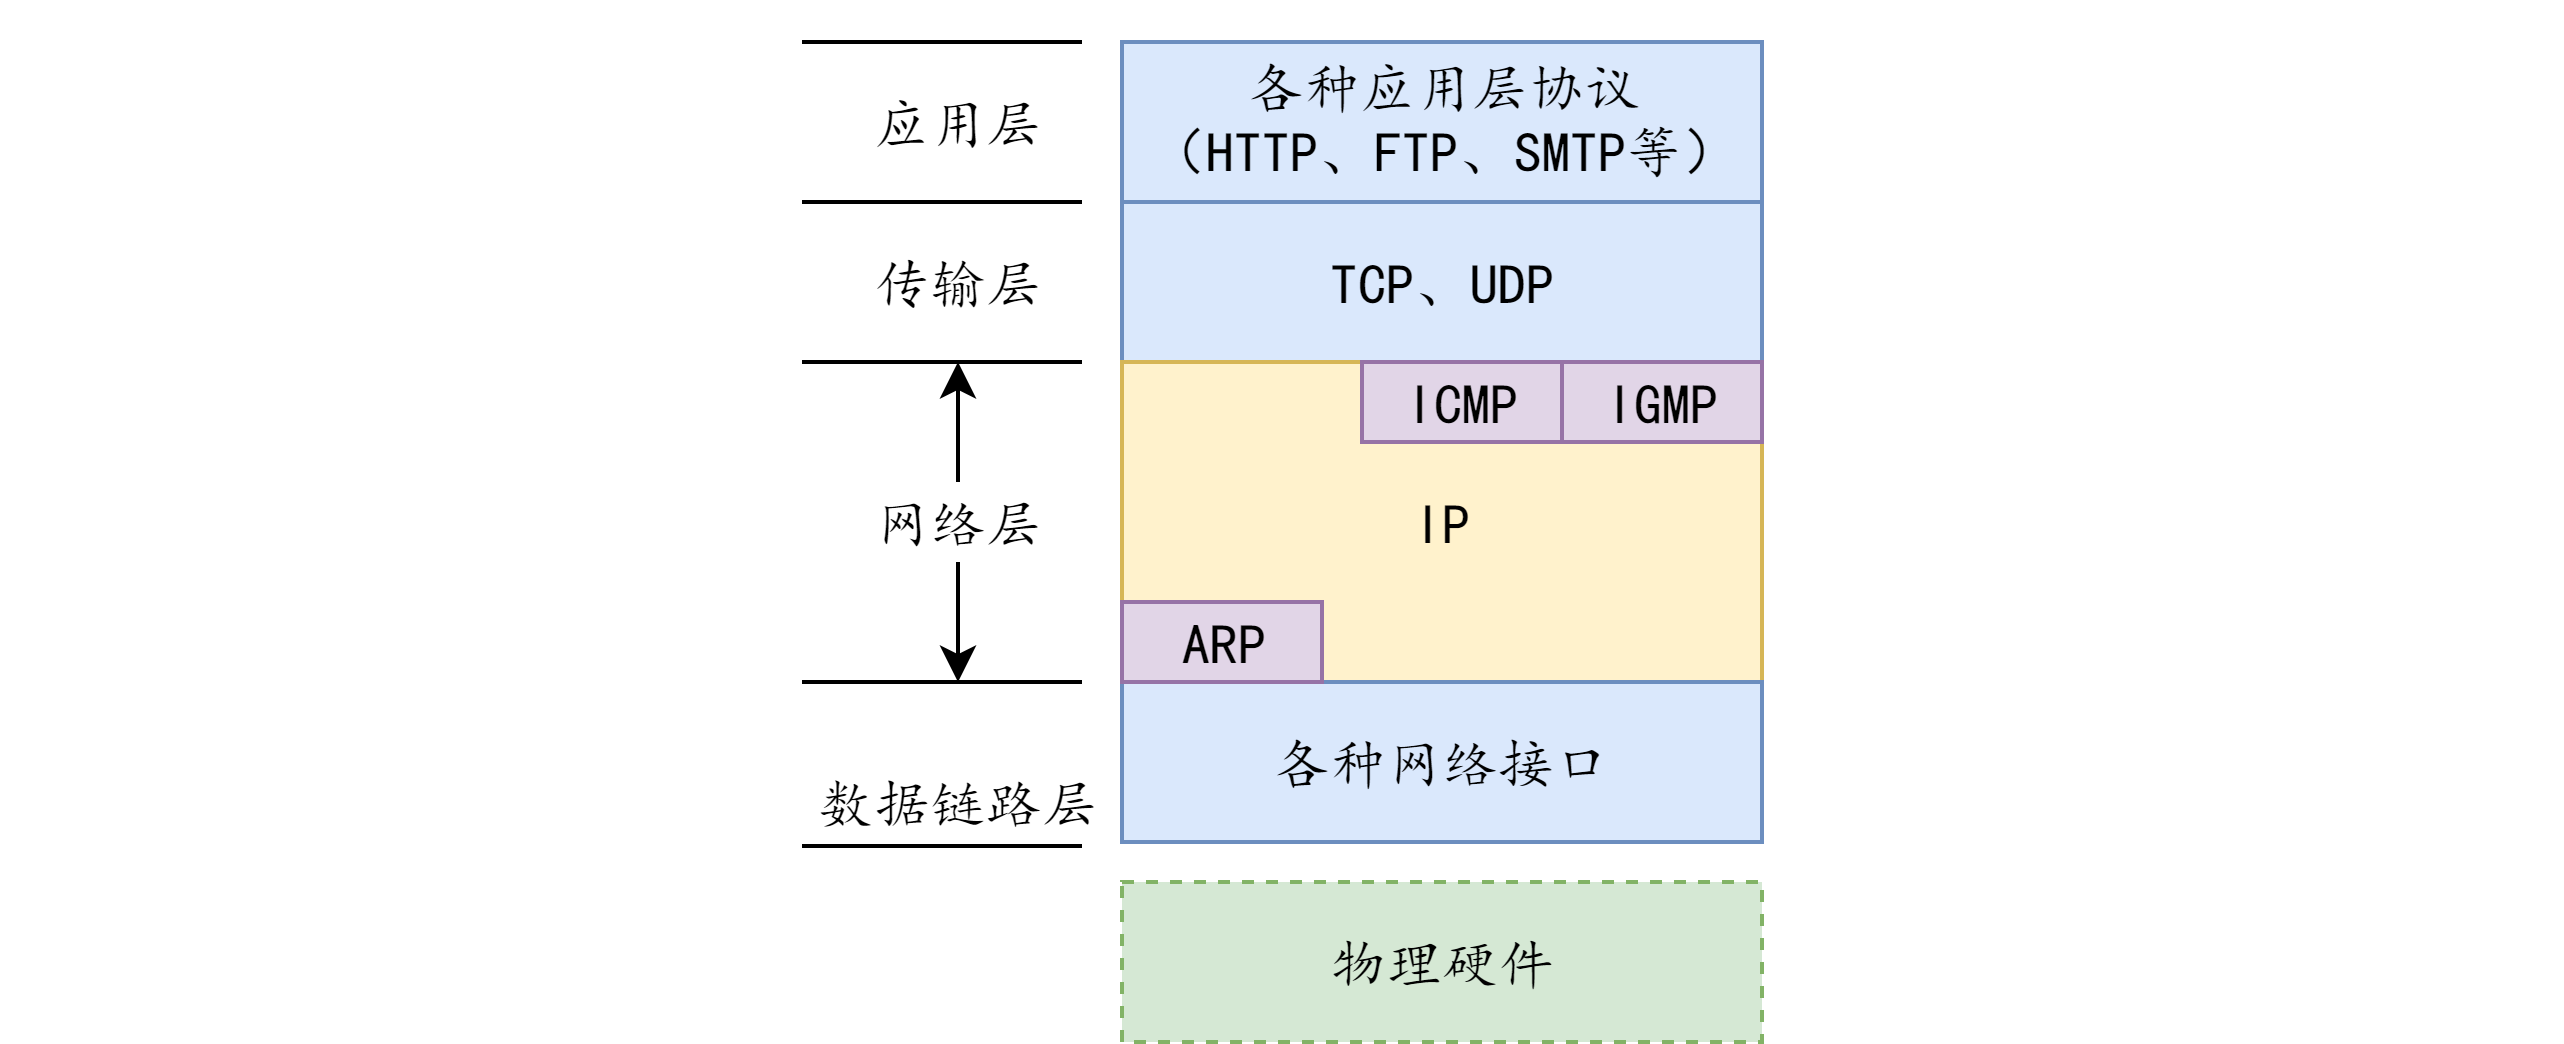 应用层
各种应用层协议
（HTTP、FTP、SMTP等）
传输层
TCP、UDP
ICMP
IGMP
网络层
IP
ARP
数据链路层
各种网络接口
物理硬件